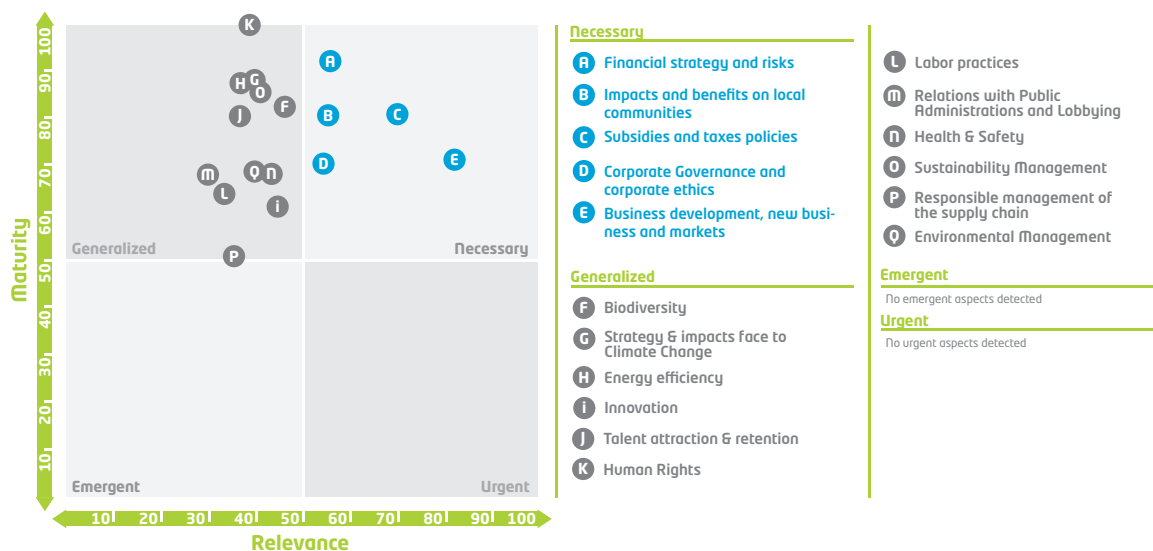 Maturity
100
90
80
70
60
50
40
30
20
10
K
A
H
G
O
F
J
B
C
D
E
M
Q
N
L
i
P
Generalized
Necessary
Emergent
Urgent
10 20 30 40 50 60 70 80 90 100
Relevance
Necessary
A Financial strategy and risks
B Impacts and benefits on local
communities
C Subsidies and taxes policies
D Corporate Governance and
corporate ethics
E Business development, new busi-
ness and markets
Generalized
F Biodiversity
G Strategy & impacts face to
Climate Change
H Energy efficiency
i Innovation
J Talent attraction & retention
K Human Rights
L Labor practices
M Relations with Public
Administrations and Lobbying
N Health & Safety
O Sustainability Management
P Responsible management of
the supply chain
Q Environmental Management
Emergent
No emergent aspects detected
Urgent
No urgent aspects detected